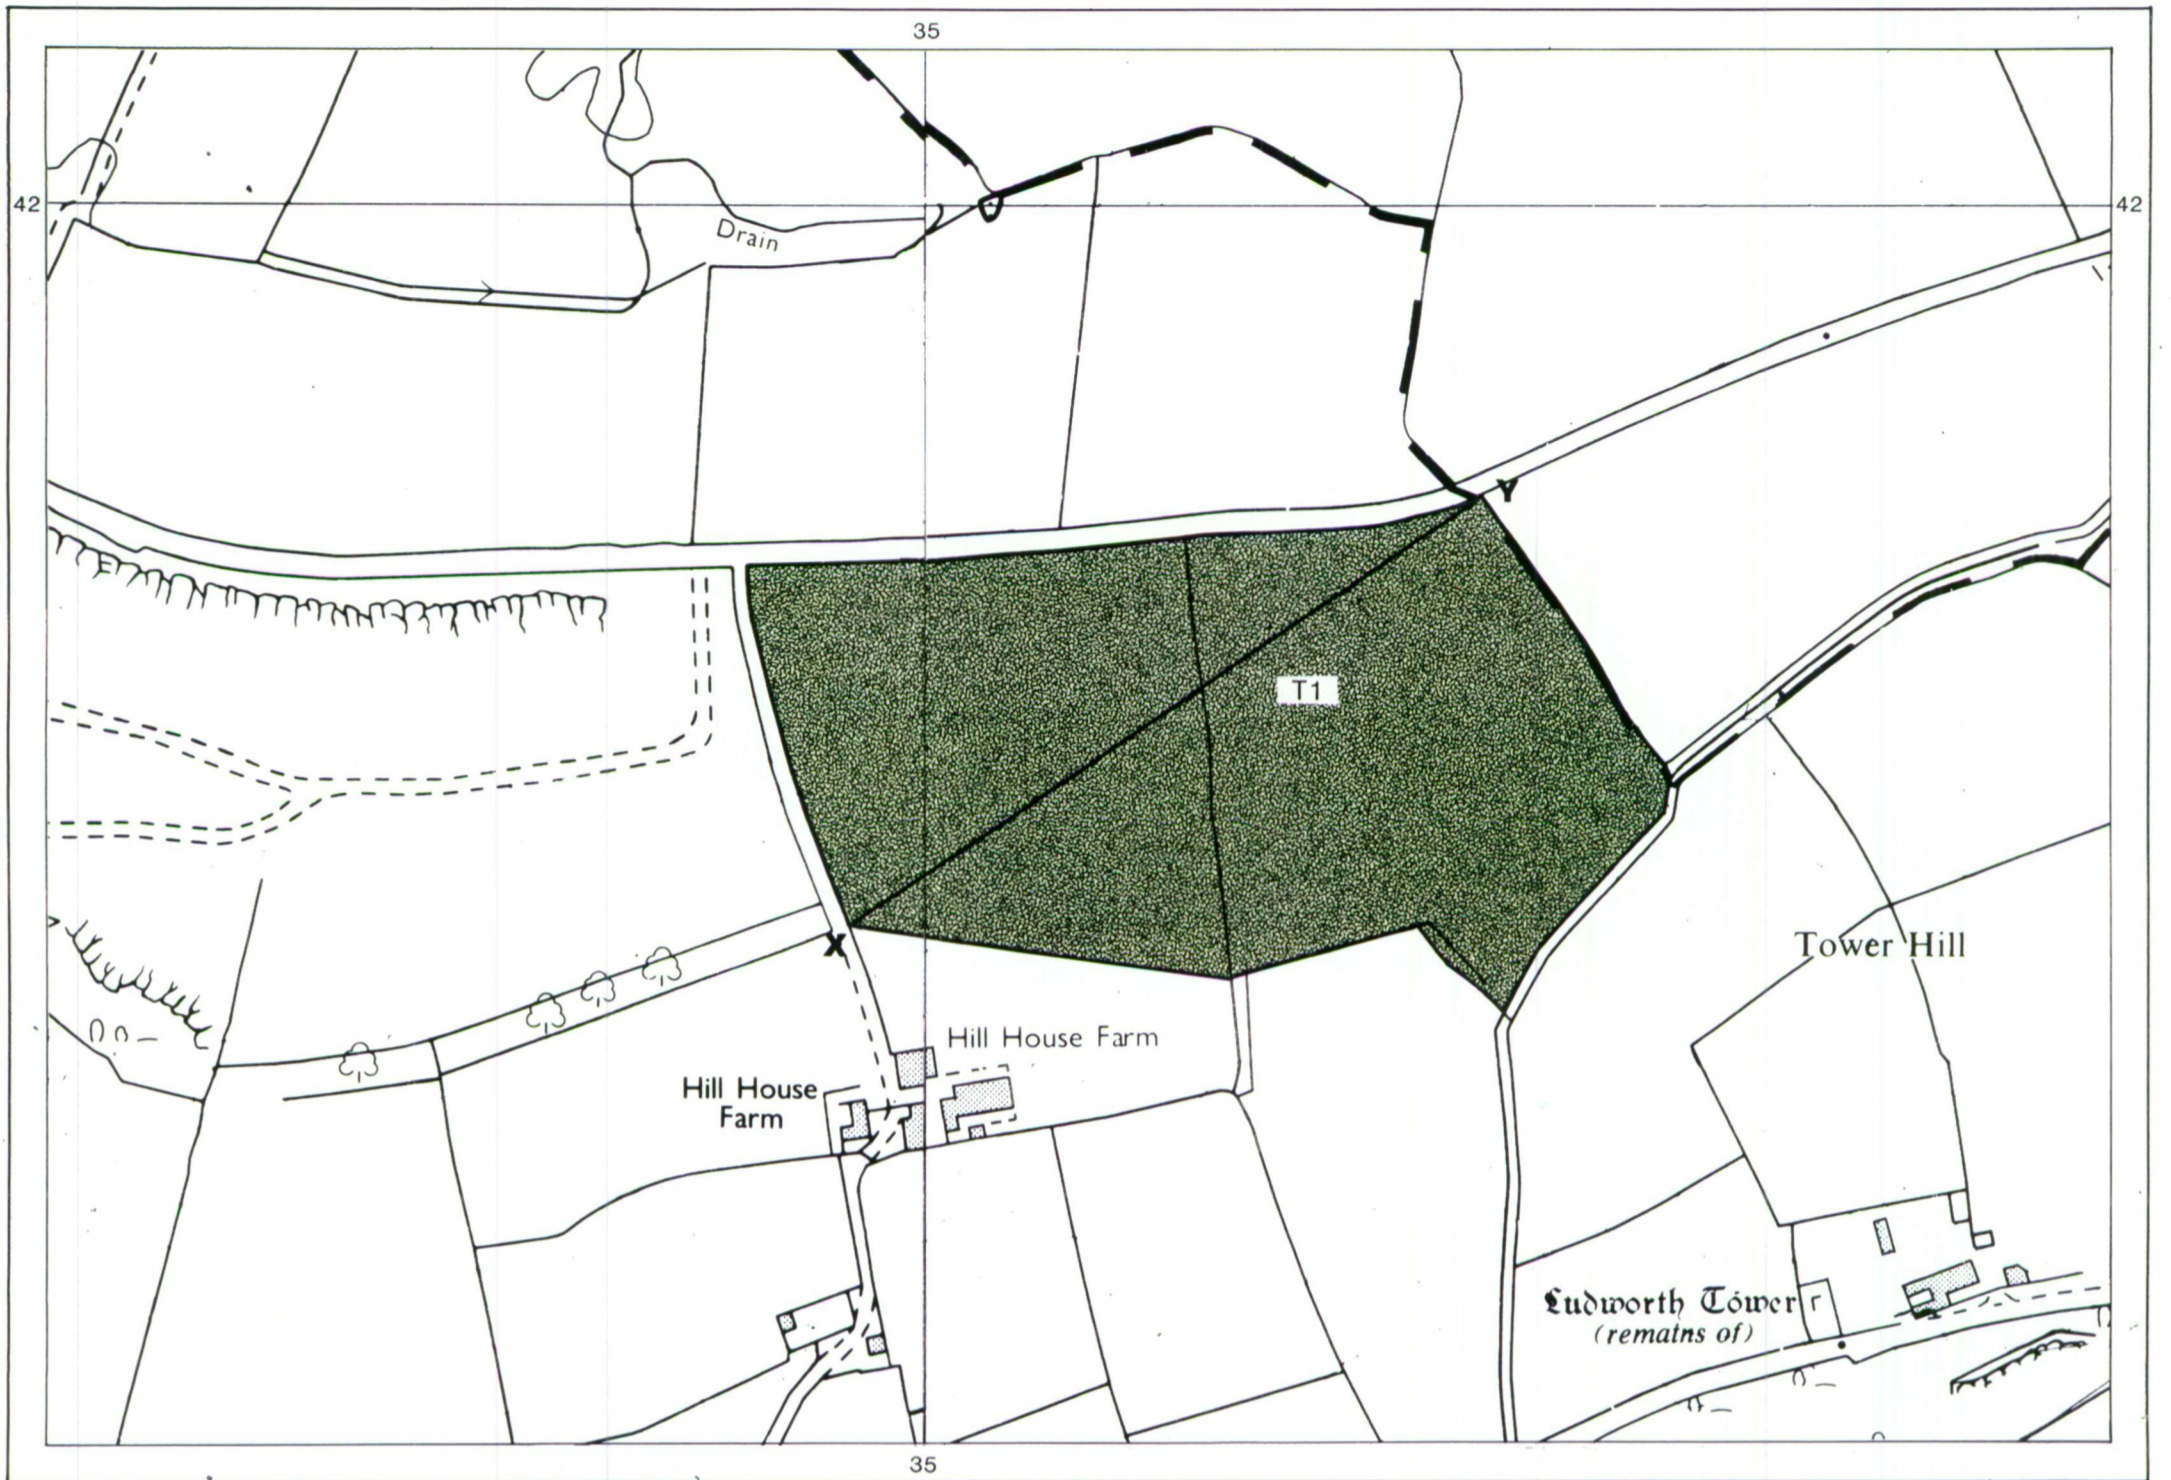 35
42
42
Drain
Y
T1
Tower Hill
X
Hill House Farm
Hill House
Farm
Ludworth Tower
(remains of)
35